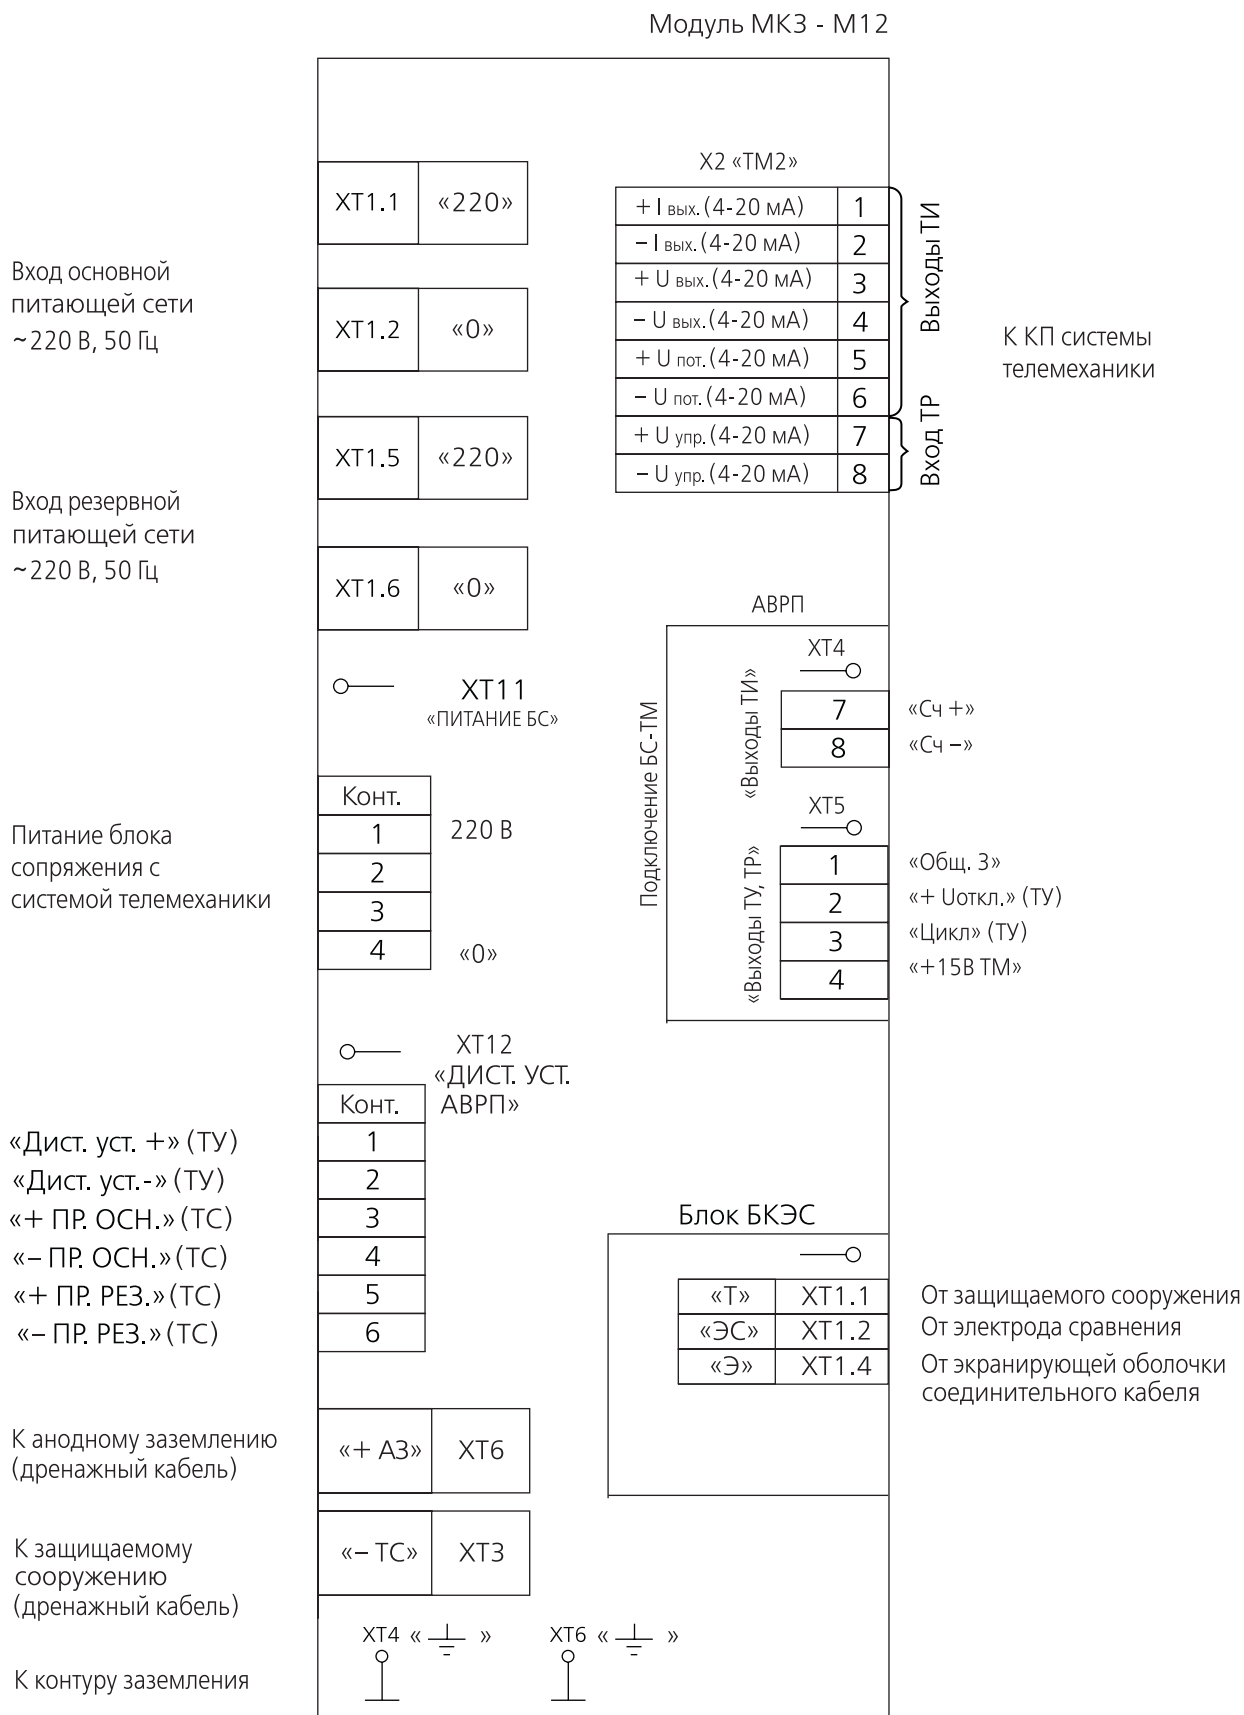 Модуль МКЗ - М12
Вход основной
питающей сети
~220 В, 50 Гц
ХТ1.1 «220»
ХТ1.2 «0»
Вход резервной
питающей сети
~220 В, 50 Гц
ХТ1.5 «220»
ХТ1.6 «0»
ХТ11
«ПИТАНИЕ БС»
Питание блока
сопряжения с
системой телемеханики
Конт.
1 220 В
2
3
4 «0»
ХТ12
«ДИСТ. УСТ.
АВРП»
Конт.
«Дист. уст. +» (ТУ) 1
«Дист. уст.-» (ТУ) 2
«+ ПР. ОСН.» (ТС) 3
«– ПР. ОСН.» (ТС) 4
«+ ПР. РЕЗ.» (ТС) 5
«– ПР. РЕЗ.» (ТС) 6
К анодному заземлению
(дренажный кабель)
«+ АЗ» ХТ6
К защищаемому
сооружению
(дренажный кабель)
«– ТС» ХТ3
К контуру заземления
ХТ4 « »
ХТ6 « »
Х2 «ТМ2»
+ I вых. (4-20 мА) 1
– I вых. (4-20 мА) 2
+ U вых. (4-20 мА) 3
– U вых. (4-20 мА) 4
+ U пот. (4-20 мА) 5
– U пот. (4-20 мА) 6
+ U упр. (4-20 мА) 7
– U упр. (4-20 мА) 8
Выходы ТИ
Вход ТР
К КП системы
телемеханики
АВРП
Подключение БС-ТМ
«Выходы ТИ»
ХТ4
7 «Сч +»
8 «Сч –»
«Выходы ТУ, ТР»
ХТ5
1 «Общ. 3»
2 «+ Uоткл.» (ТУ)
3 «Цикл» (ТУ)
4 «+15В ТМ»
Блок БКЭС
«Т» ХТ1.1 От защищаемого сооружения
«ЭС» ХТ1.2 От электрода сравнения
«Э» ХТ1.4 От экранирующей оболочки
соединительного кабеля